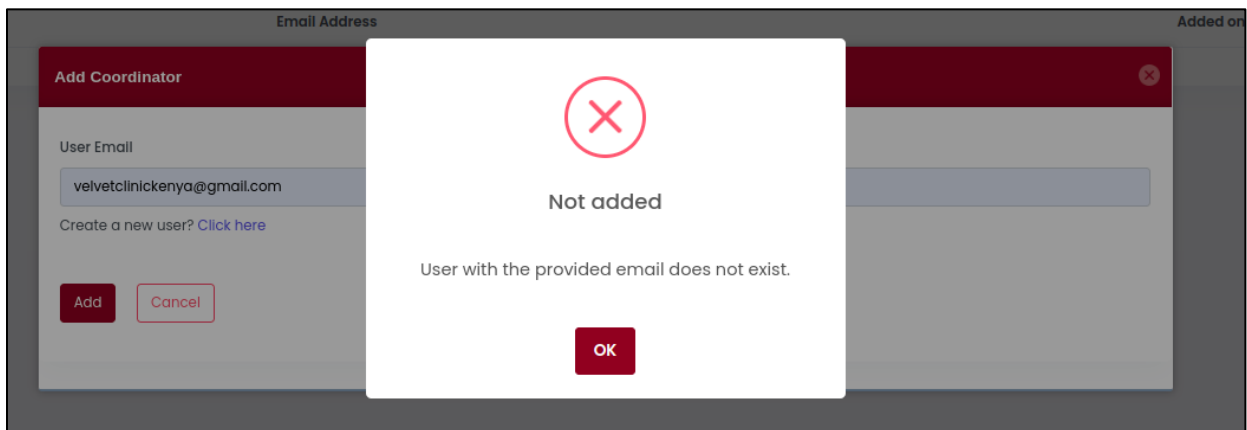 Email Address
Added on
Add Coordinator
User Email
velvetclinickenya@gmail.com
Create a new user? Click here
Add
Cancel
Not added
User with the provided email does not exist.
OK